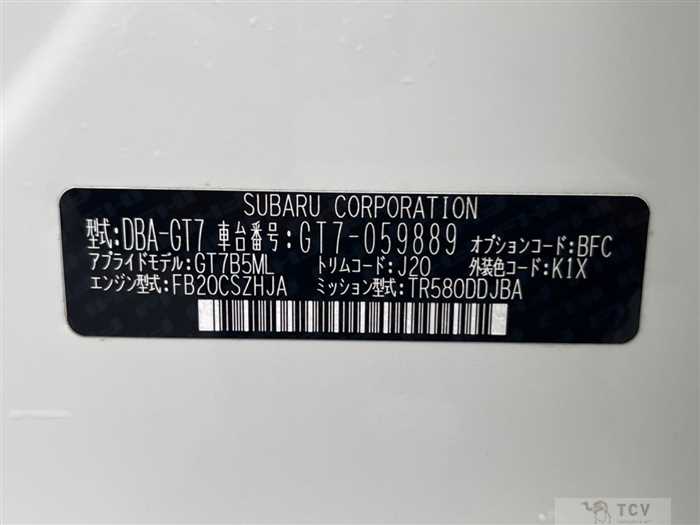 SUBARU CORPORATION
型式:DBA-GT7 車台番号:GT7-059889 オプションコード:BFC
アプライドモデル:GT7B5ML トリムコード:J20 外装色コード:K1X
エンジン型式:FB20CSZHJA ミッション型式:TR580DDJBA
TCV